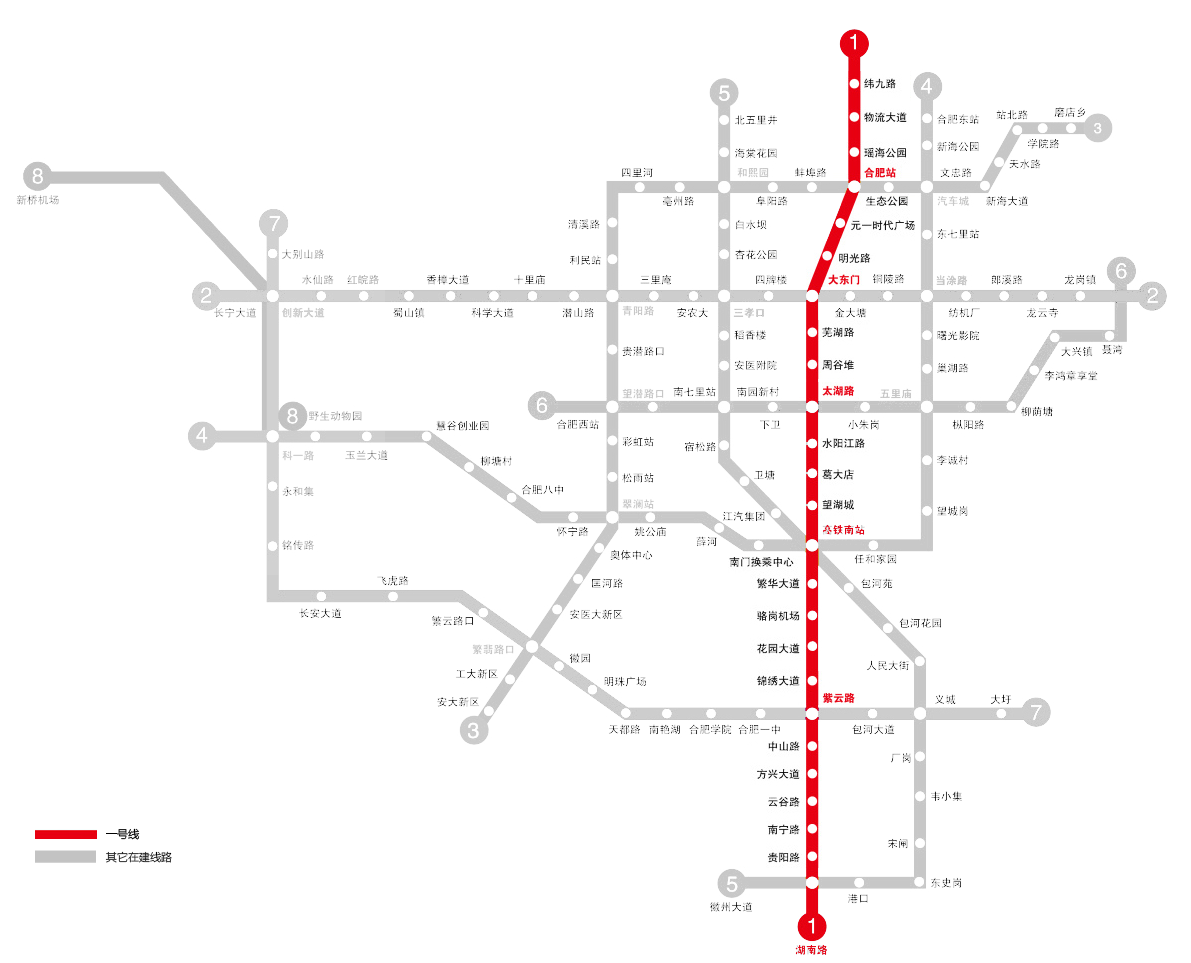 1
纬九路
5
4
物流大道
北五里井
合肥东站
站北路
磨店乡
3
学院路
新海公园
瑶海公园
海棠花园
天水路
8
新桥机场
四里河
和熙园
蚌埠路
合肥站
文忠路
亳州路
阜阳路
生态公园
汽车城
新海大道
7
清溪路
白水坝
元一时代广场
东七里站
大别山路
利民站
杏花公园
明光路
6
水仙路
红皖路
香樟大道
十里庙
三里庵
四牌楼
大东门
铜陵路
当涂路
郎溪路
龙岗镇
2
2
长宁大道
创新大道
蜀山镇
科学大道
潜山路
青阳路
安农大
三孝口
金大塘
纺机厂
龙云寺
稻香楼
芜湖路
曙光影院
贵潜路口
大兴镇
聂湾
安医附院
周谷堆
巢湖路
李鸿章享堂
望潜路口
南七里站
南园新村
太湖路
五里庙
6
合肥西站
下卫
小朱岗
枞阳路
柳荫塘
8
野生动物园
慧谷创业园
4
科一路
玉兰大道
彩虹站
宿松路
水阳江路
柳塘村
李诚村
卫塘
葛大店
松雨站
永和集
合肥八中
翠澜站
望湖城
望城岗
江汽集团
高铁南站
怀宁路
姚公庙
薛河
铭传路
奥体中心
南门换乘中心
任和家园
飞虎路
匡河路
繁华大道
包河苑
长安大道
繁云路口
安医大新区
骆岗机场
包河花园
繁翡路口
徽园
花园大道
人民大街
工大新区
明珠广场
锦绣大道
安大新区
紫云路
义城
大圩
7
3
天都路
南艳湖
合肥学院
合肥一中
包河大道
中山路
厂岗
方兴大道
云谷路
韦小集
南宁路
一号线
宋闸
其它在建线路
贵阳路
5
东史岗
徽州大道
港口
1
湖南路